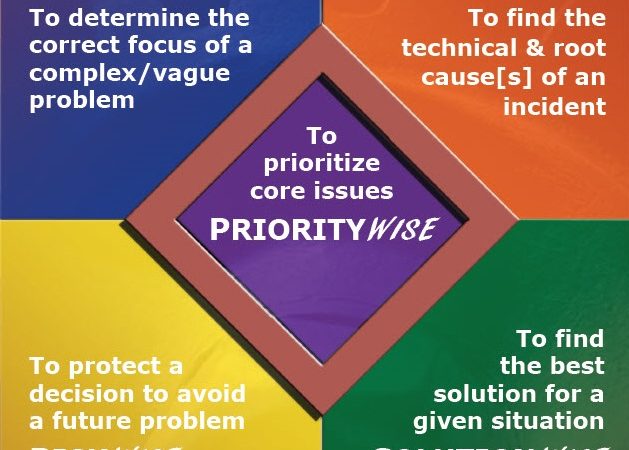 To determine the
correct focus of a
complex/vague
problem
To find the
technical & root
cause[s] of an
incident
To
prioritize
core issues
PRIORITYWISE
To protect a
decision to avoid
a future problem
To find
the best
solution for a
given situation